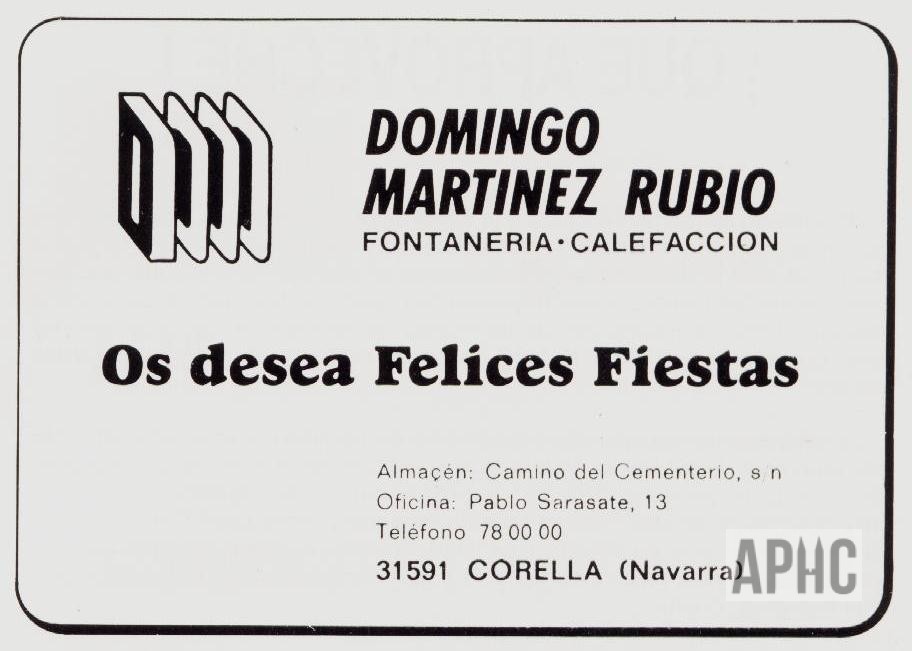 DOMINGO
MARTINEZ RUBIO
FONTANERIA · CALEFACCION
Os desea Felices Fiestas
Almaçén: Camino del Cementerio, s/n
Oficina: Pablo Sarasate, 13
Teléfono 78 00 00
31591 CORELLA (Navarra)
APHC